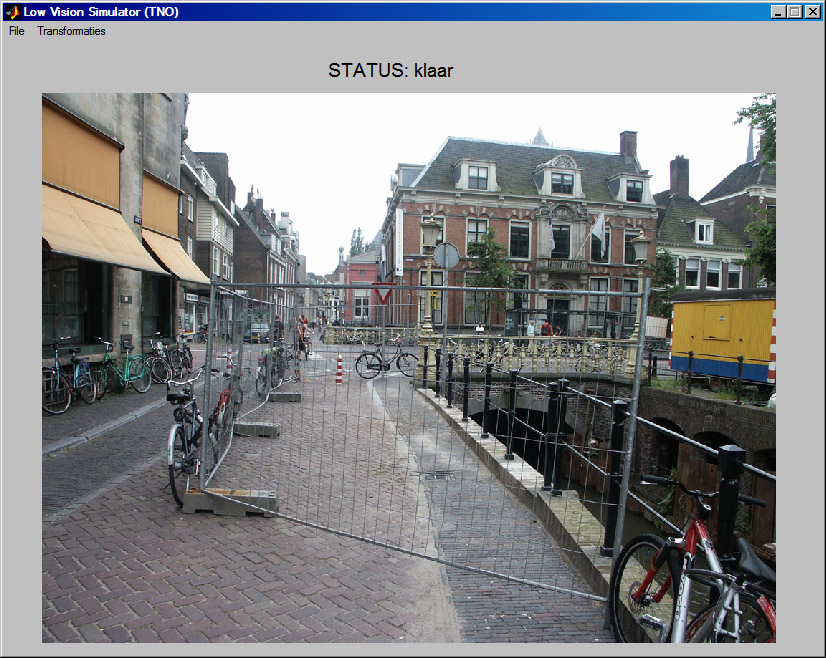 Low Vision Simulator (TNO)
File Transformaties
STATUS: klaar